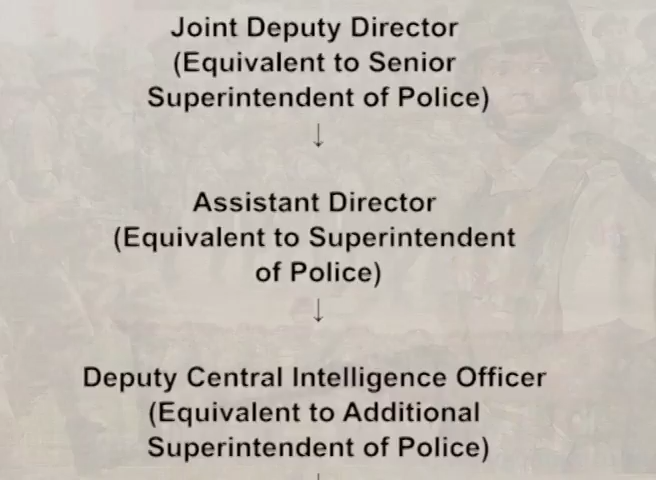 Joint Deputy Director
(Equivalent to Senior
Superintendent of Police)
↓
Assistant Director
(Equivalent to Superintendent
of Police)
↓
Deputy Central Intelligence Officer
(Equivalent to Additional
Superintendent of Police)